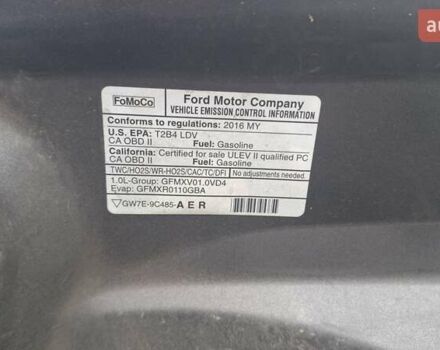 FoMoCo
Ford Motor Company
VEHICLE EMISSION CONTROL INFORMATION
Conforms to regulations: 2016 MY
U.S. EPA: T2B4 LDV
CA OBD II Fuel: Gasoline
California: Certified for sale ULEV II qualified PC
CA OBD II Fuel: Gasoline
TWC/HO2S/WR-HO2S/CAC/TC/DFI No adjustments needed.
1.0L-Group: GFMXV01.0VD4
Evap: GFMXR0110GBA
GW7E-9C485-AER